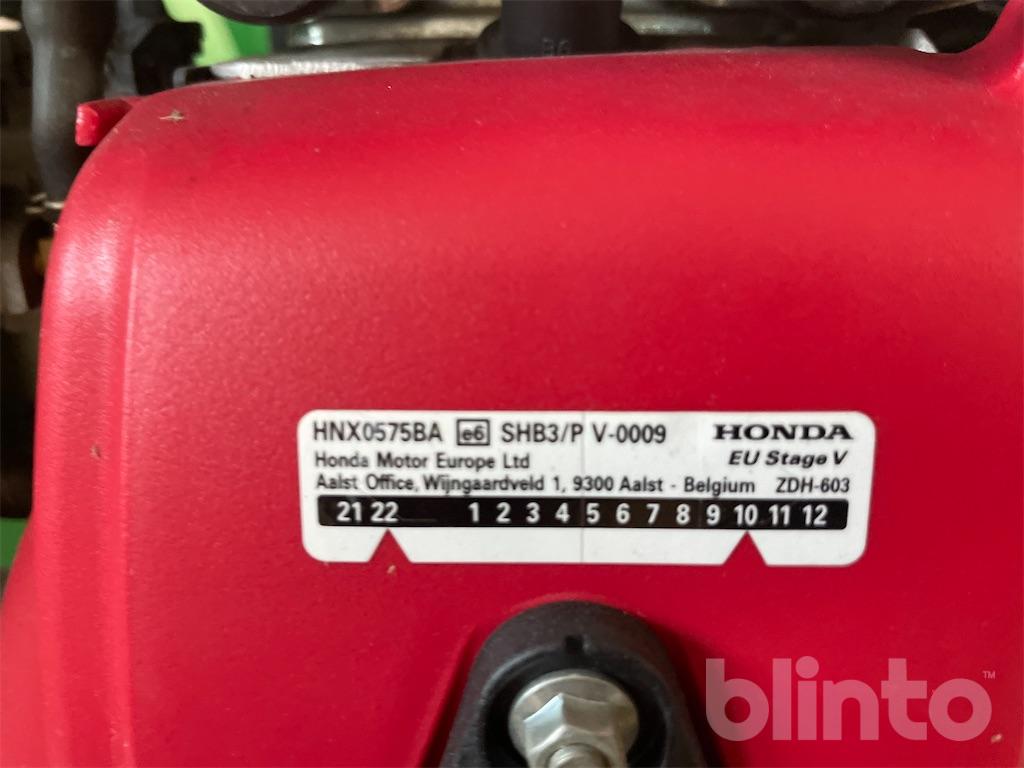 HNX0575BA e6 SHB3/P V-0009 HONDA
Honda Motor Europe Ltd EU Stage V
Aalst Office, Wijngaardveld 1, 9300 Aalst - Belgium ZDH-603
21 22 1 2 3 4 5 6 7 8 9 10 11 12
blinto™